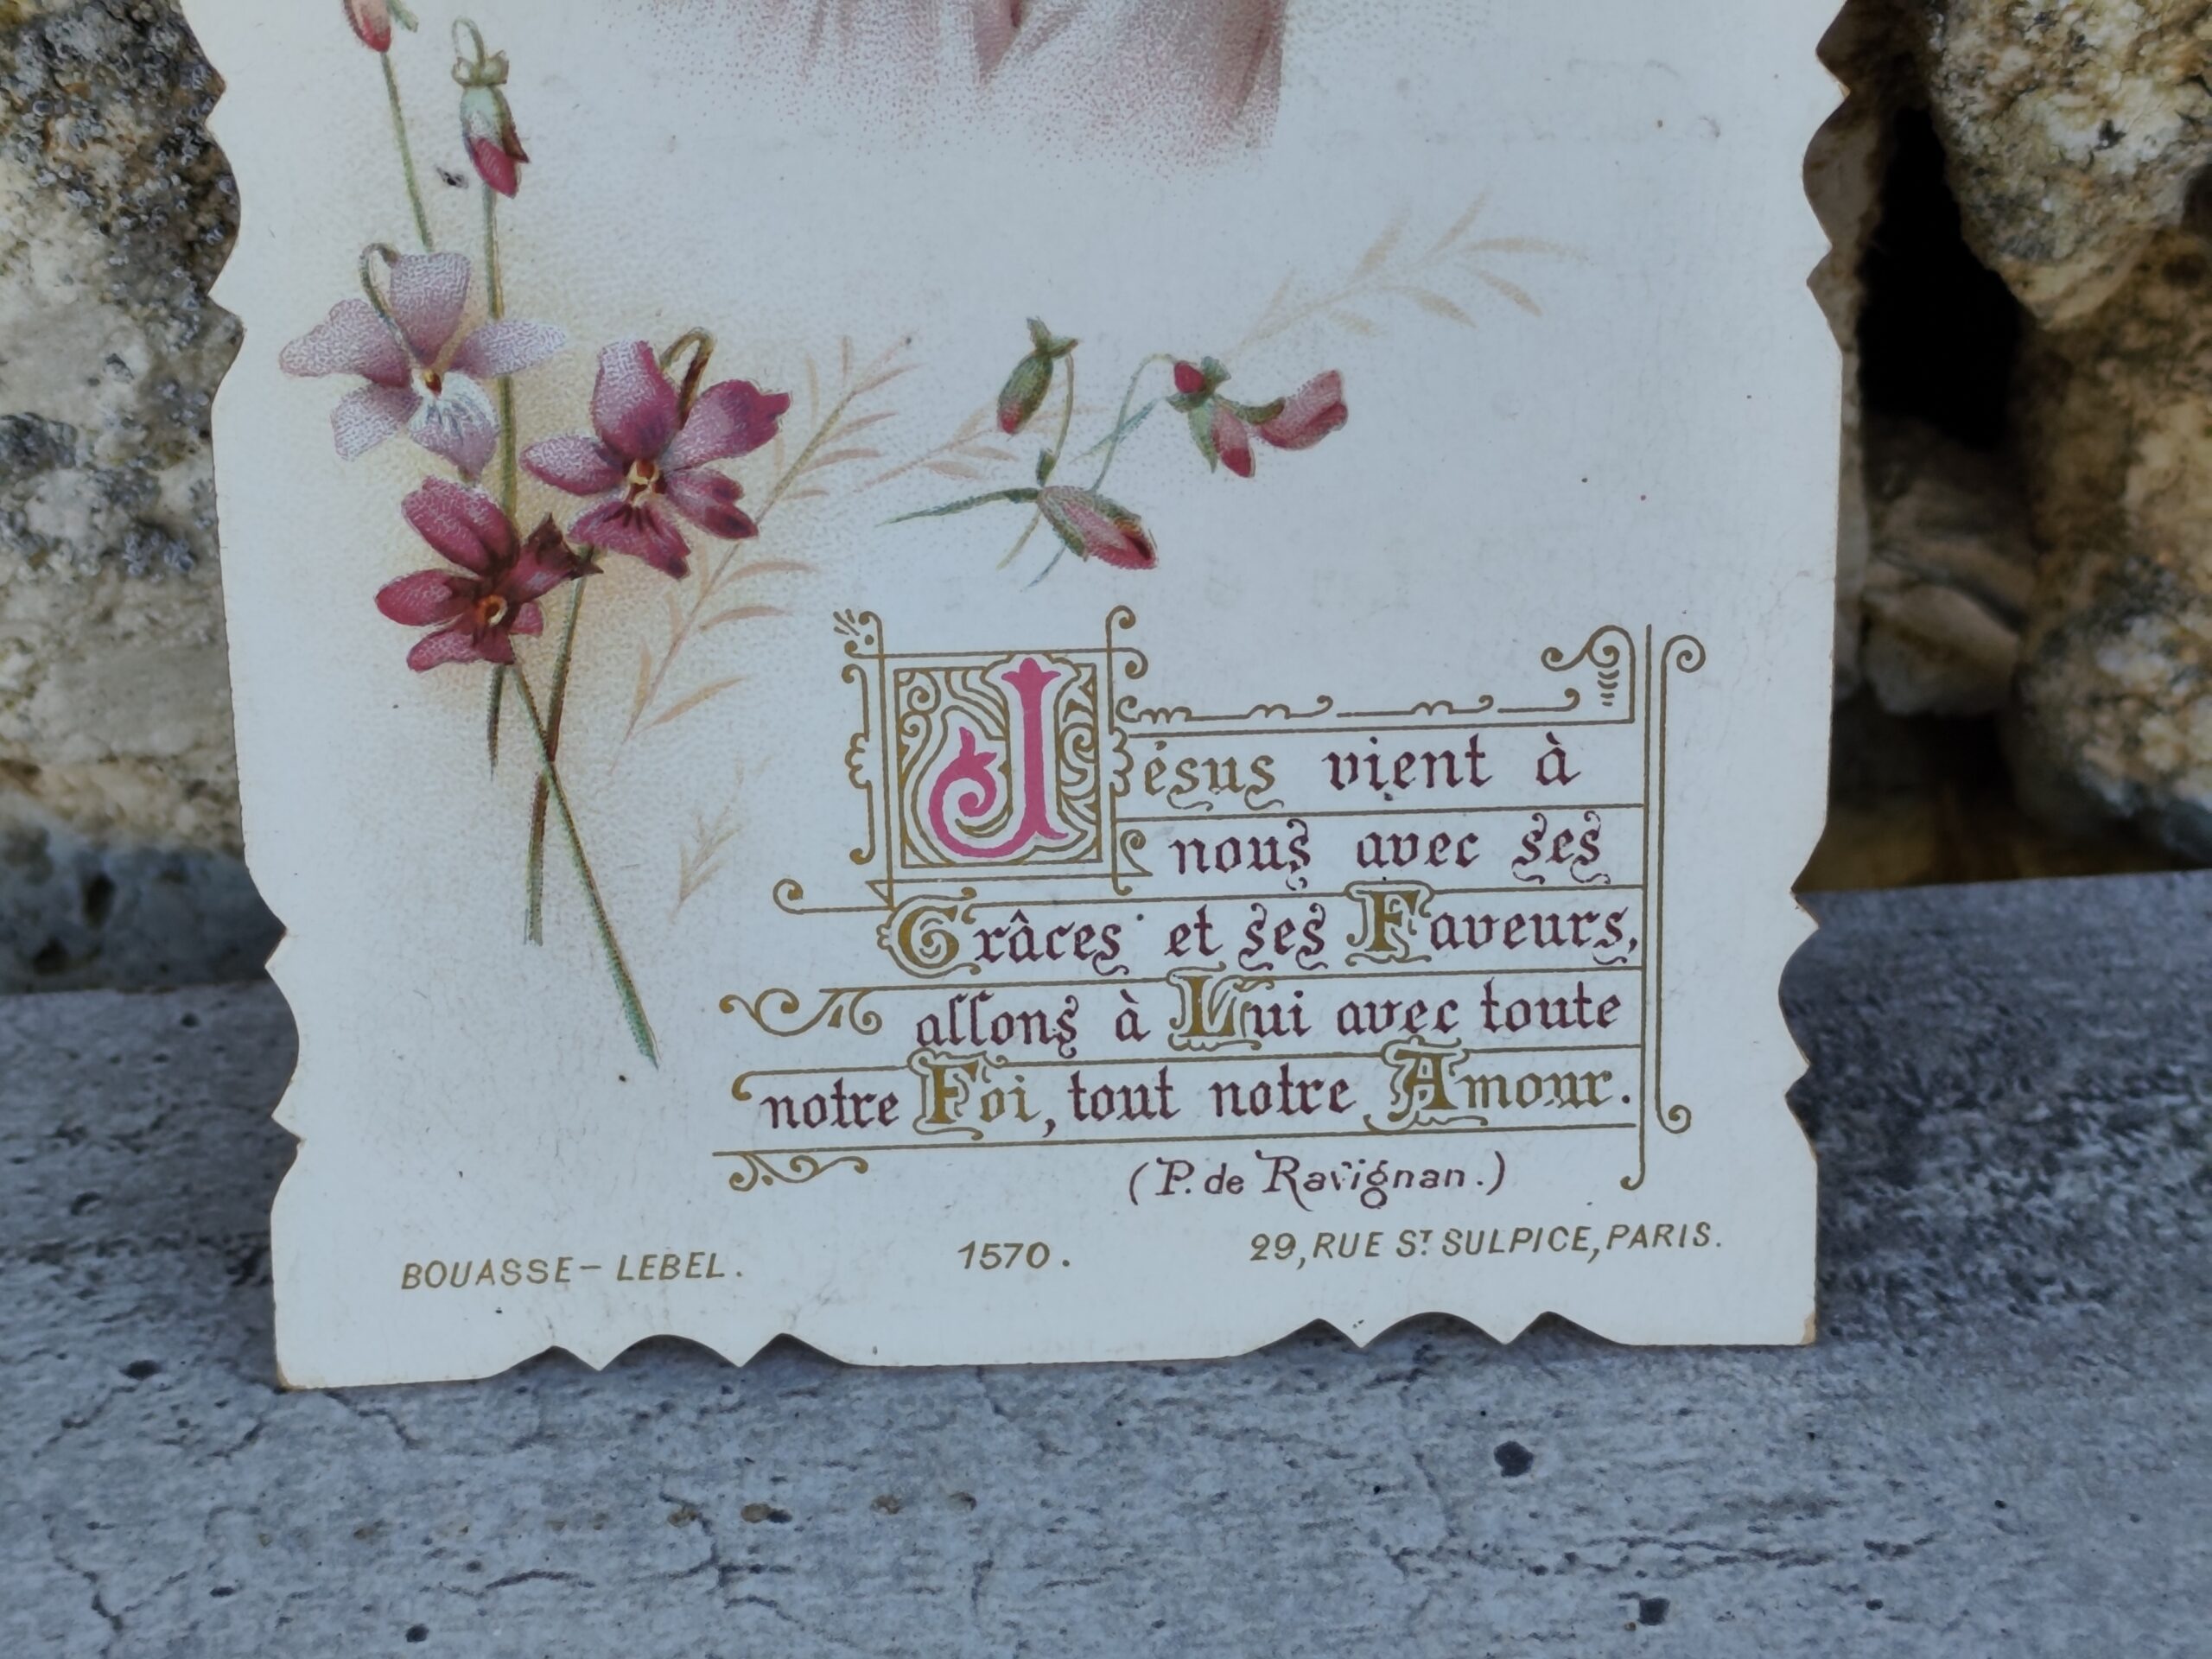 Jésus vient à
nous avec ses
Grâces et ses Faveurs,
allons à Lui avec toute
notre Foi, tout notre Amour.
(P. de Ravignan.)
BOUASSE-LEBEL. 1570. 29, RUE ST SULPICE, PARIS.